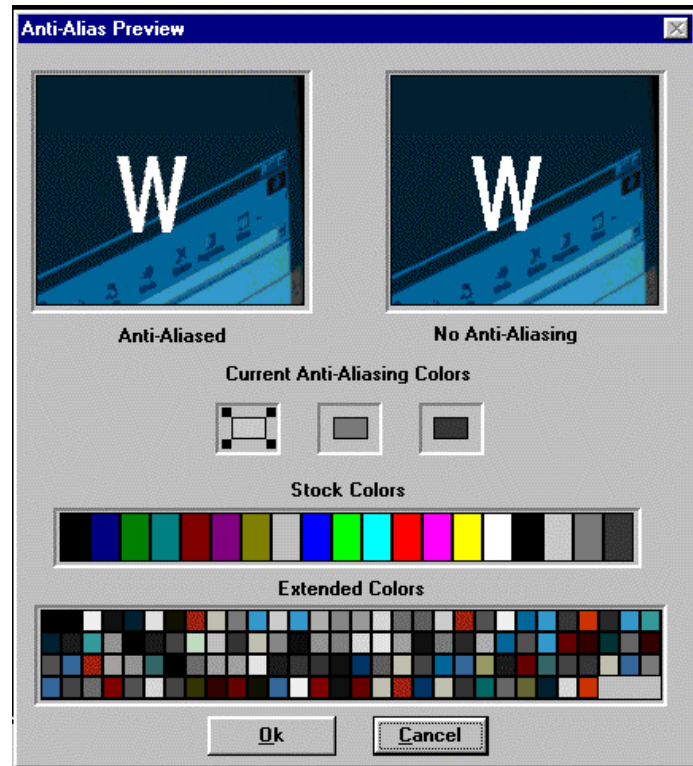 Anti-Alias Preview
W
W
Anti-Aliased
No Anti-Aliasing
Current Anti-Aliasing Colors
Stock Colors
Extended Colors
Ok
Cancel